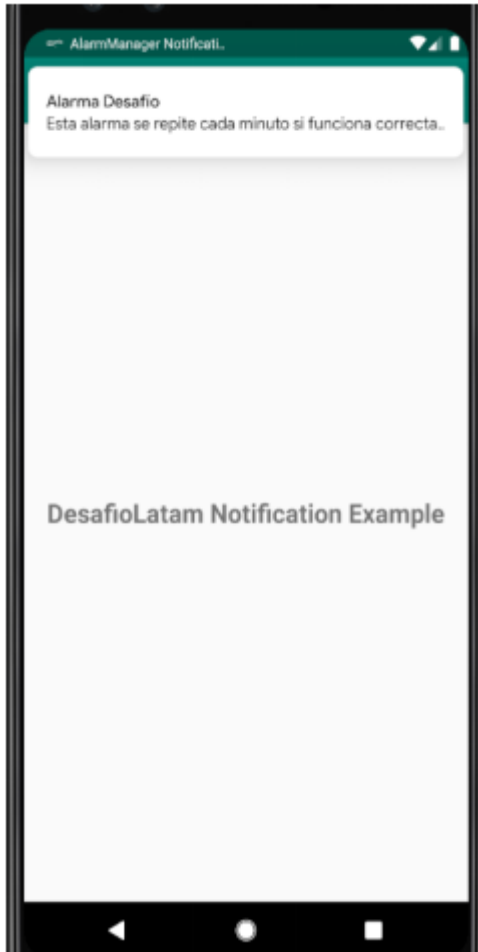 AlarmManager Notificati..
Alarma Desafio
Esta alarma se repite cada minuto si funciona correcta..
DesafioLatam Notification Example